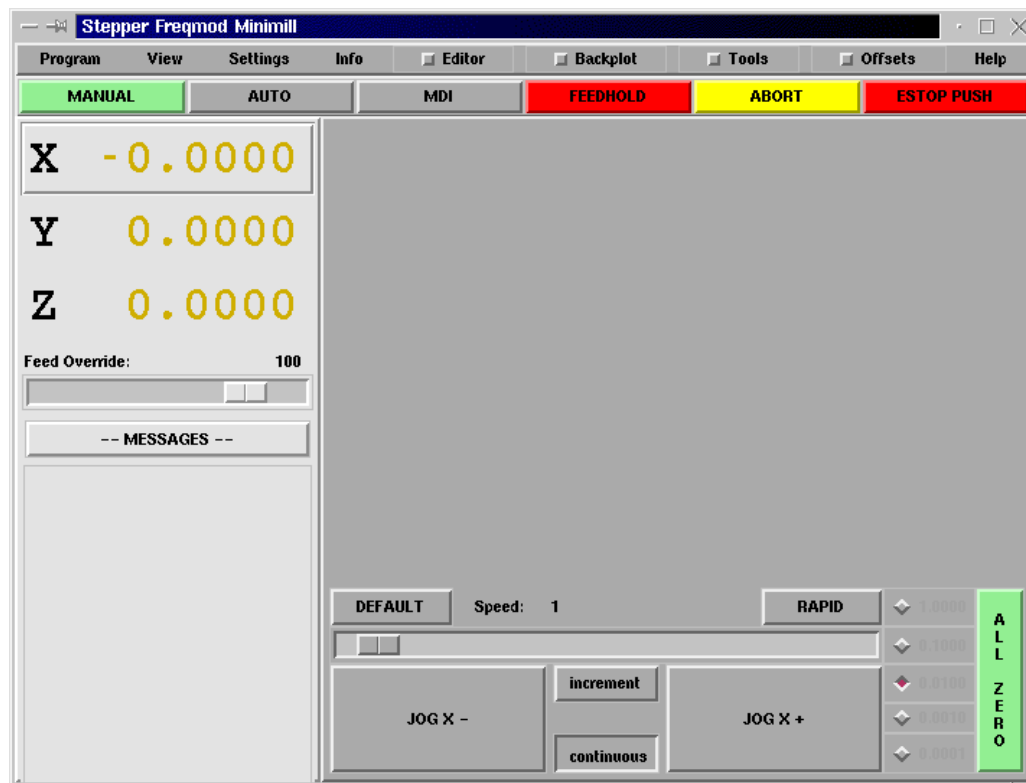 Stepper Freqmod Minimill
Program View Settings Info Editor Backplot Tools Offsets Help
MANUAL AUTO MDI FEEDHOLD ABORT ESTOP PUSH
X -0.0000
Y 0.0000
Z 0.0000
Feed Override: 100
-- MESSAGES --
DEFAULT Speed: 1 RAPID
1.0000
0.1000
0.0100
0.0010
0.0001
JOG X -
increment
continuous
JOG X +
ALL ZERO